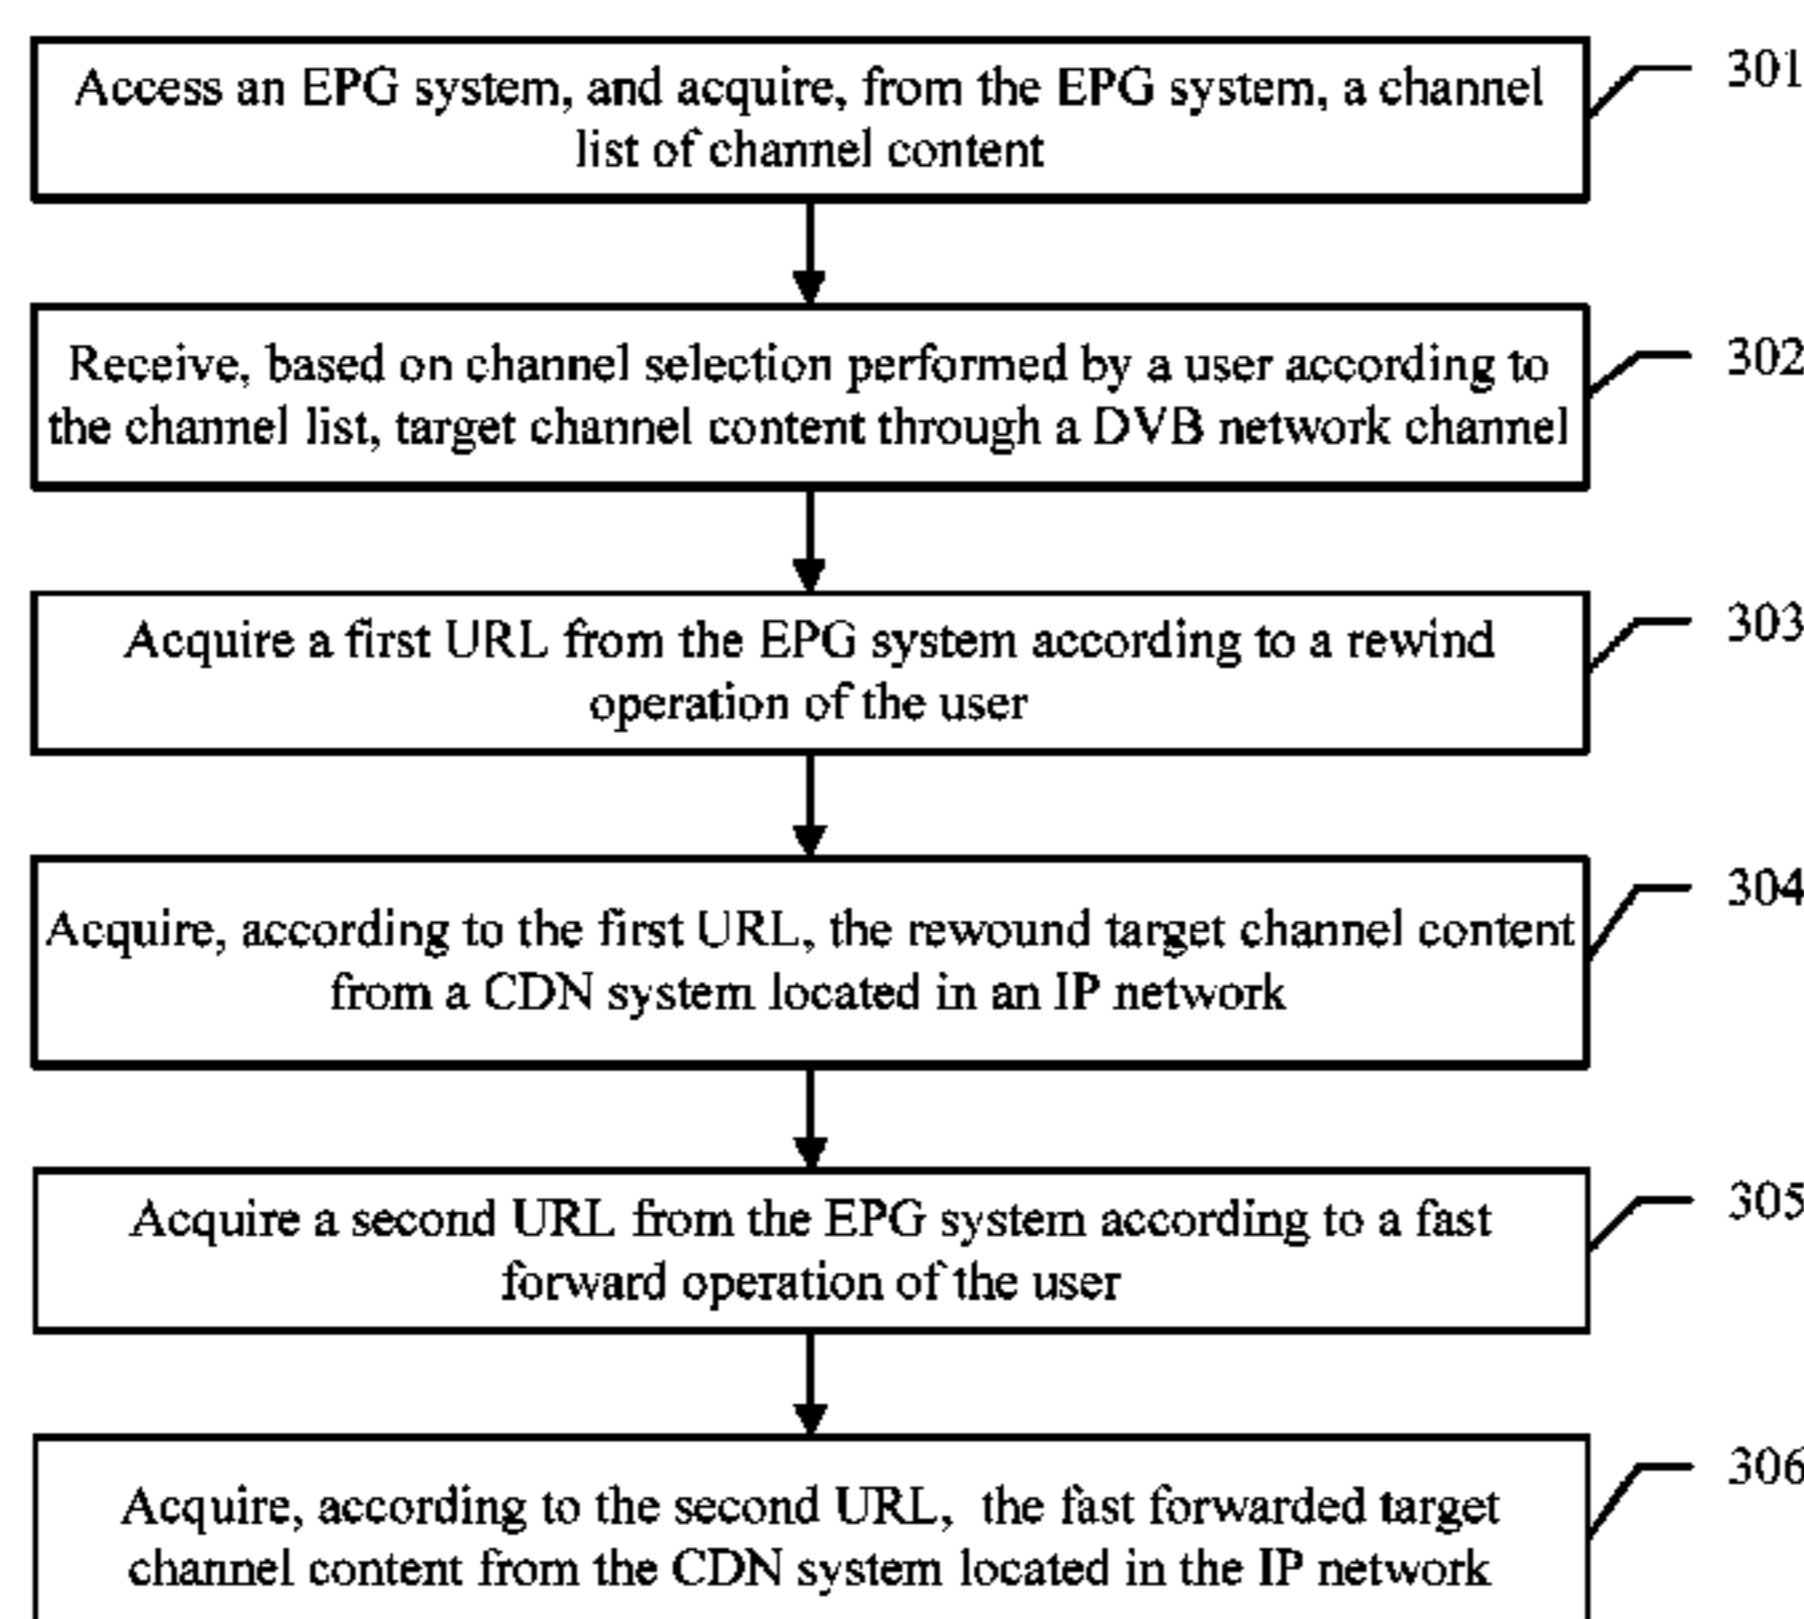 Access an EPG system, and acquire, from the EPG system, a channel
list of channel content
301
Receive, based on channel selection performed by a user according to
the channel list, target channel content through a DVB network channel
302
Acquire a first URL from the EPG system according to a rewind
operation of the user
303
Acquire, according to the first URL, the rewound target channel content
from a CDN system located in an IP network
304
Acquire a second URL from the EPG system according to a fast
forward operation of the user
305
Acquire, according to the second URL, the fast forwarded target
channel content from the CDN system located in the IP network
306